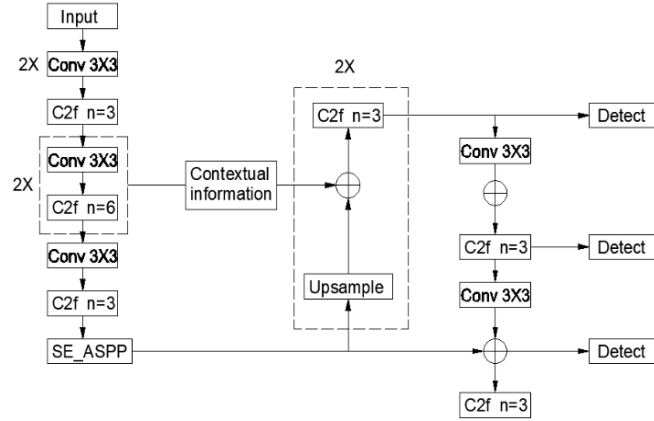 Input
2X
Conv 3X3
C2f n=3
2X
Conv 3X3
C2f n=6
Conv 3X3
C2f n=3
SE_ASPP
Contextual
information
2X
C2f n=3
Upsample
Detect
Conv 3X3
C2f n=3
Detect
Conv 3X3
Detect
C2f n=3